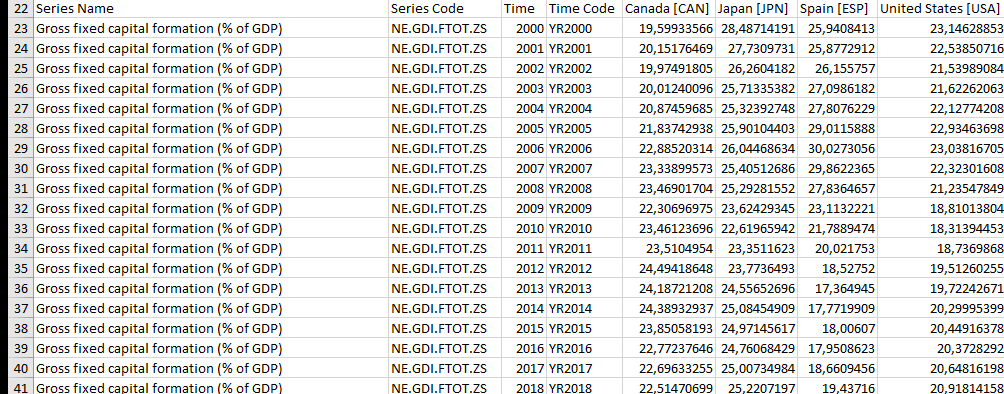 22 Series Name Series Code Time Time Code Canada [CAN] Japan [JPN] Spain [ESP] United States [USA]
23 Gross fixed capital formation (% of GDP) NE.GDI.FTOT.ZS 2000 YR2000 19,59933566 28,48714191 25,9408413 23,14628853
24 Gross fixed capital formation (% of GDP) NE.GDI.FTOT.ZS 2001 YR2001 20,15176469 27,7309731 25,8772912 22,53850716
25 Gross fixed capital formation (% of GDP) NE.GDI.FTOT.ZS 2002 YR2002 19,97491805 26,2604182 26,155757 21,53989084
26 Gross fixed capital formation (% of GDP) NE.GDI.FTOT.ZS 2003 YR2003 20,01240096 25,71335382 27,0986182 21,62262063
27 Gross fixed capital formation (% of GDP) NE.GDI.FTOT.ZS 2004 YR2004 20,87459685 25,32392748 27,8076229 22,12774208
28 Gross fixed capital formation (% of GDP) NE.GDI.FTOT.ZS 2005 YR2005 21,83742938 25,90104403 29,0115888 22,93463698
29 Gross fixed capital formation (% of GDP) NE.GDI.FTOT.ZS 2006 YR2006 22,88520314 26,04468634 30,0273056 23,03816705
30 Gross fixed capital formation (% of GDP) NE.GDI.FTOT.ZS 2007 YR2007 23,33899573 25,40512686 29,8622365 22,32301608
31 Gross fixed capital formation (% of GDP) NE.GDI.FTOT.ZS 2008 YR2008 23,46901704 25,29281552 27,8364657 21,23547849
32 Gross fixed capital formation (% of GDP) NE.GDI.FTOT.ZS 2009 YR2009 22,30696975 23,62429345 23,1132221 18,81013804
33 Gross fixed capital formation (% of GDP) NE.GDI.FTOT.ZS 2010 YR2010 23,46123696 22,61965942 21,7889474 18,31394453
34 Gross fixed capital formation (% of GDP) NE.GDI.FTOT.ZS 2011 YR2011 23,5104954 23,3511623 20,021753 18,7369868
35 Gross fixed capital formation (% of GDP) NE.GDI.FTOT.ZS 2012 YR2012 24,49418648 23,7736493 18,52752 19,51260255
36 Gross fixed capital formation (% of GDP) NE.GDI.FTOT.ZS 2013 YR2013 24,18721208 24,55652696 17,364945 19,72242671
37 Gross fixed capital formation (% of GDP) NE.GDI.FTOT.ZS 2014 YR2014 24,38932937 25,08454909 17,7719909 20,29995399
38 Gross fixed capital formation (% of GDP) NE.GDI.FTOT.ZS 2015 YR2015 23,85058193 24,97145617 18,00607 20,44916378
39 Gross fixed capital formation (% of GDP) NE.GDI.FTOT.ZS 2016 YR2016 22,77237646 24,76068429 17,9508623 20,3728292
40 Gross fixed capital formation (% of GDP) NE.GDI.FTOT.ZS 2017 YR2017 22,69633255 25,00734984 18,6609456 20,64816198
41 Gross fixed capital formation (% of GDP) NE.GDI.FTOT.ZS 2018 YR2018 22,51470699 25,2207197 19,43716 20,91814158